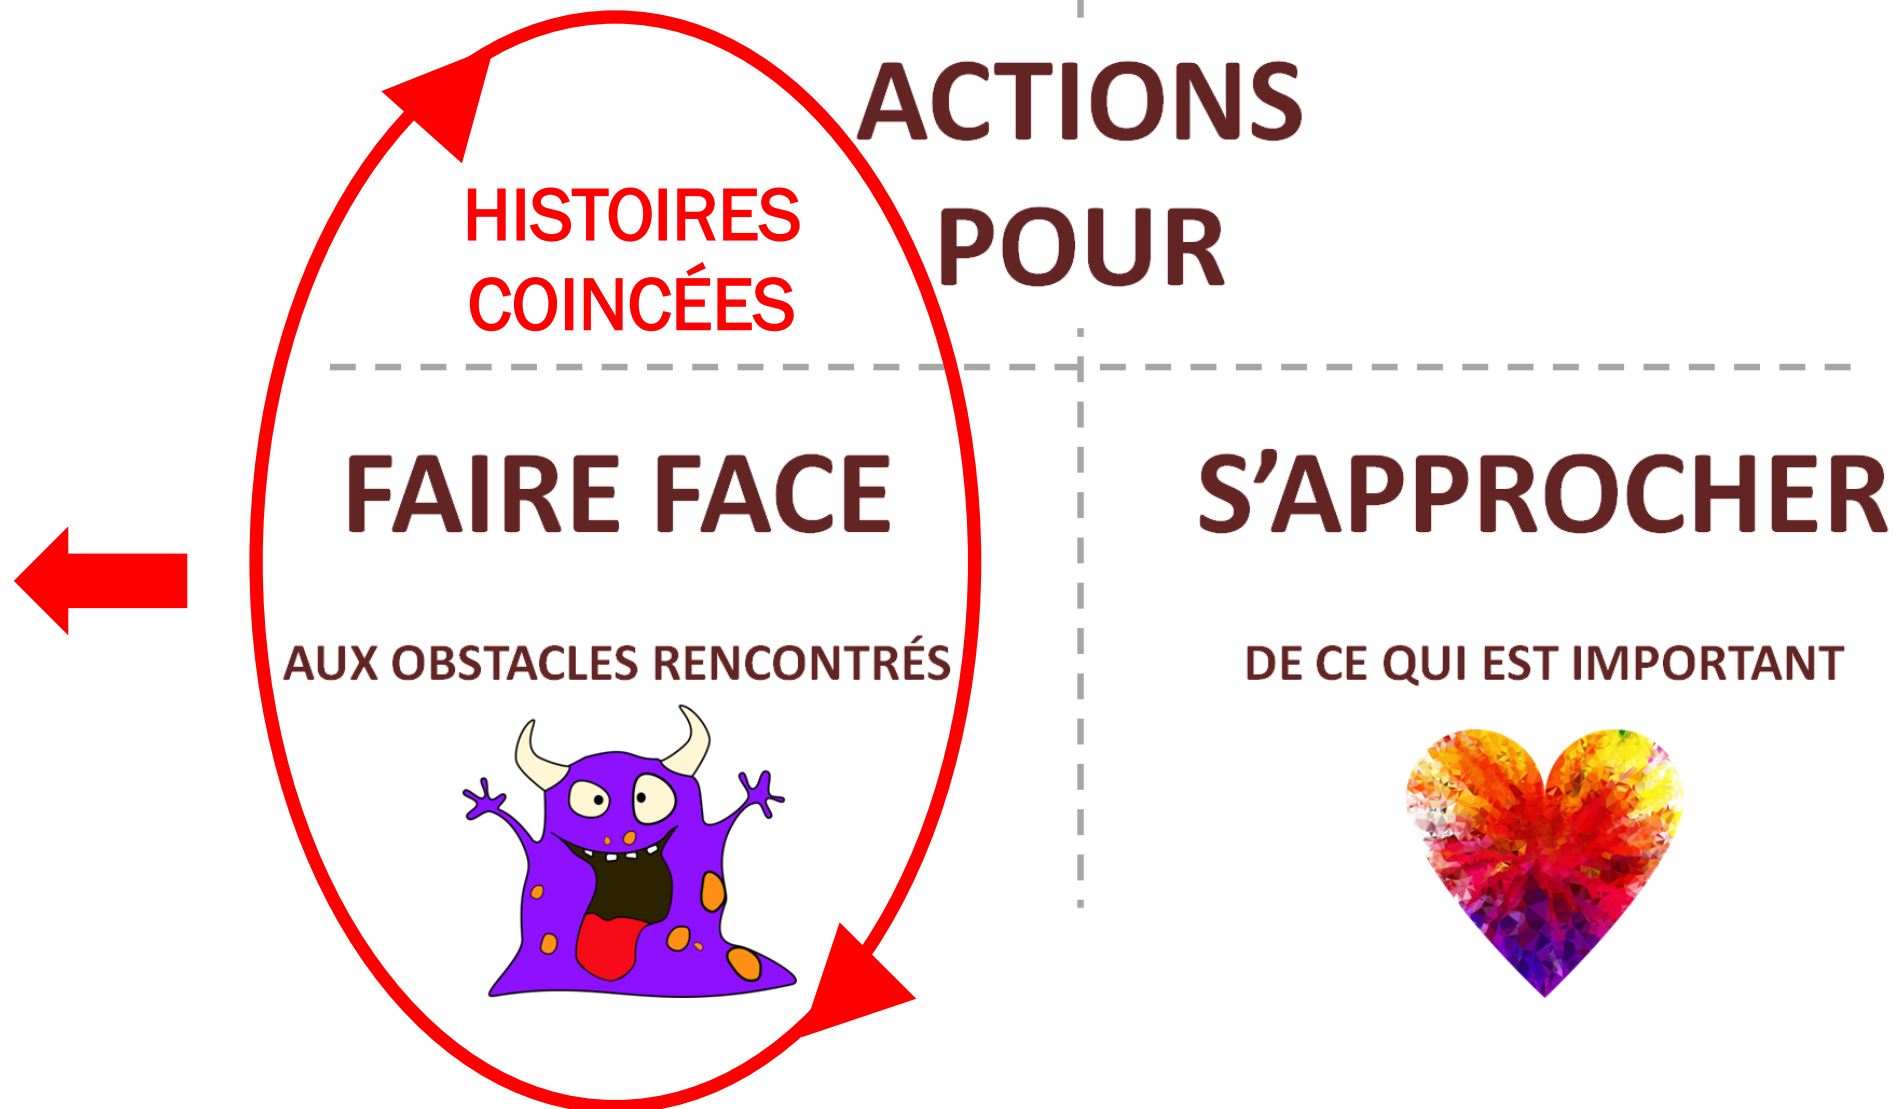 ACTIONS
POUR
HISTOIRES
COINCÉES
FAIRE FACE
AUX OBSTACLES RENCONTRÉS
S’APPROCHER
DE CE QUI EST IMPORTANT